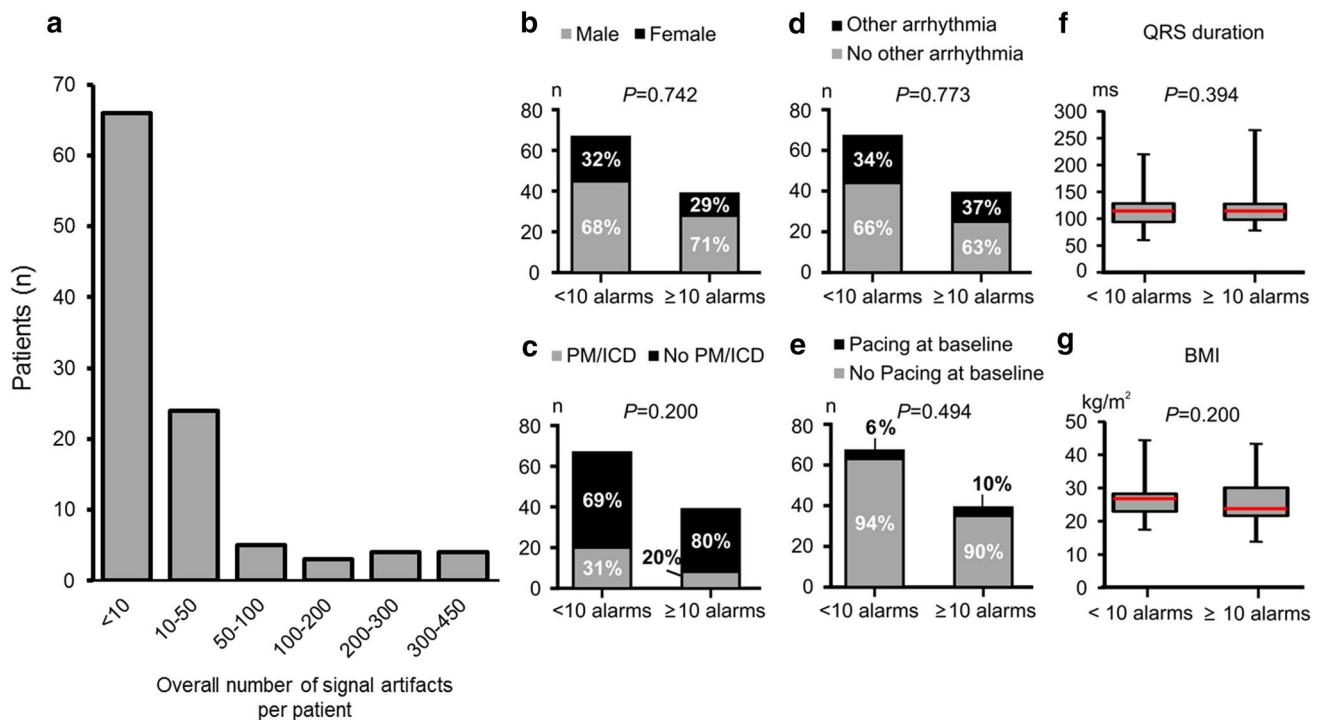 a
70
60
50
40
30
20
10
0
Patients (n)
<10
10-50
50-100
100-200
200-300
300-450
Overall number of signal artifacts
per patient
b
Male Female
n P=0.742
80
60
40
20
0
32%
68%
29%
71%
<10 alarms ≥10 alarms
c
PM/ICD No PM/ICD
n P=0.200
80
60
40
20
0
69%
31%
20%
80%
<10 alarms ≥10 alarms
d
Other arrhythmia
No other arrhythmia
n P=0.773
80
60
40
20
0
34%
66%
37%
63%
<10 alarms ≥10 alarms
e
Pacing at baseline
No Pacing at baseline
n P=0.494
80
60
40
20
0
6%
94%
10%
90%
<10 alarms ≥10 alarms
f
QRS duration
ms P=0.394
300
250
200
150
100
50
0
< 10 alarms ≥ 10 alarms
g
BMI
kg/m² P=0.200
50
40
30
20
10
0
< 10 alarms ≥ 10 alarms